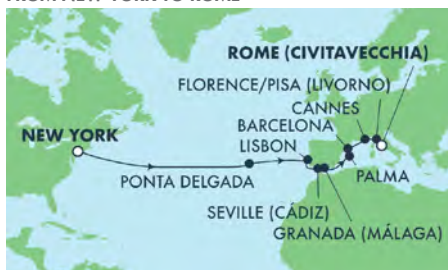 ROME (CIVITAVECCHIA)
FLORENCE/PISA (LIVORNO)
CANNES
NEW YORK
BARCELONA
LISBON
PONTA DELGADA
PALMA
SEVILLE (CÁDIZ)
GRANADA (MÁLAGA)